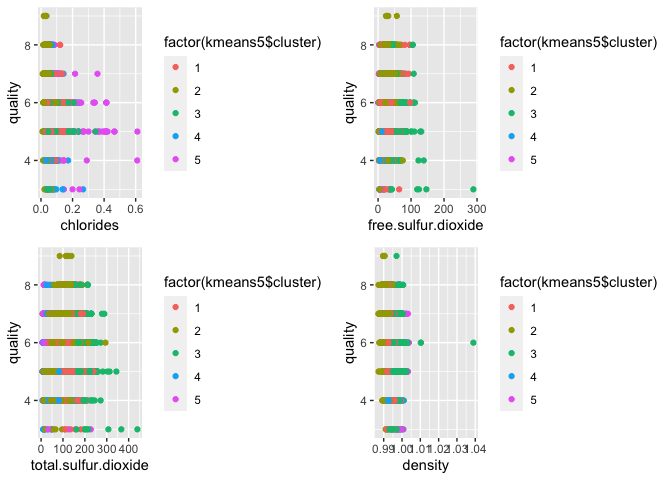 quality
8
6
4
0.0 0.2 0.4 0.6
chlorides
factor(kmeans5$cluster)
1
2
3
4
5
quality
8
6
4
0 100 200 300
free.sulfur.dioxide
factor(kmeans5$cluster)
1
2
3
4
5
quality
8
6
4
0 100 200 300 400
total.sulfur.dioxide
factor(kmeans5$cluster)
1
2
3
4
5
quality
8
6
4
0.99 1.00 1.01 1.02 1.03 1.04
density
factor(kmeans5$cluster)
1
2
3
4
5